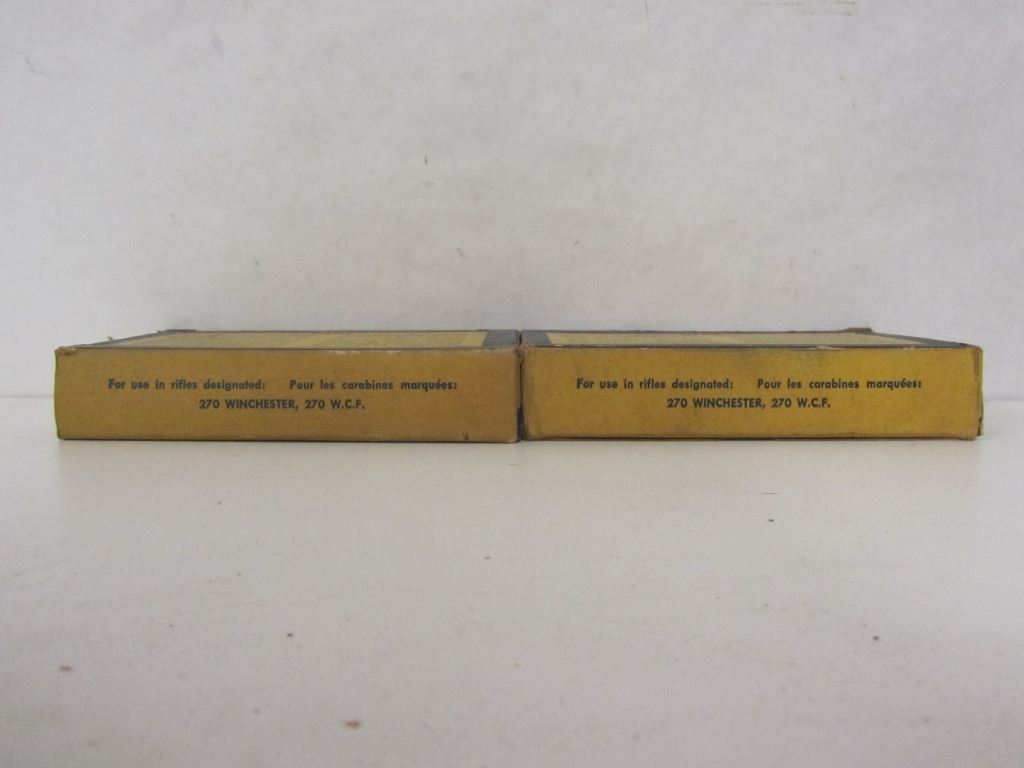 For use in rifles designated: Pour les carabines marquées:
270 WINCHESTER, 270 W.C.F.
For use in rifles designated: Pour les carabines marquées:
270 WINCHESTER, 270 W.C.F.